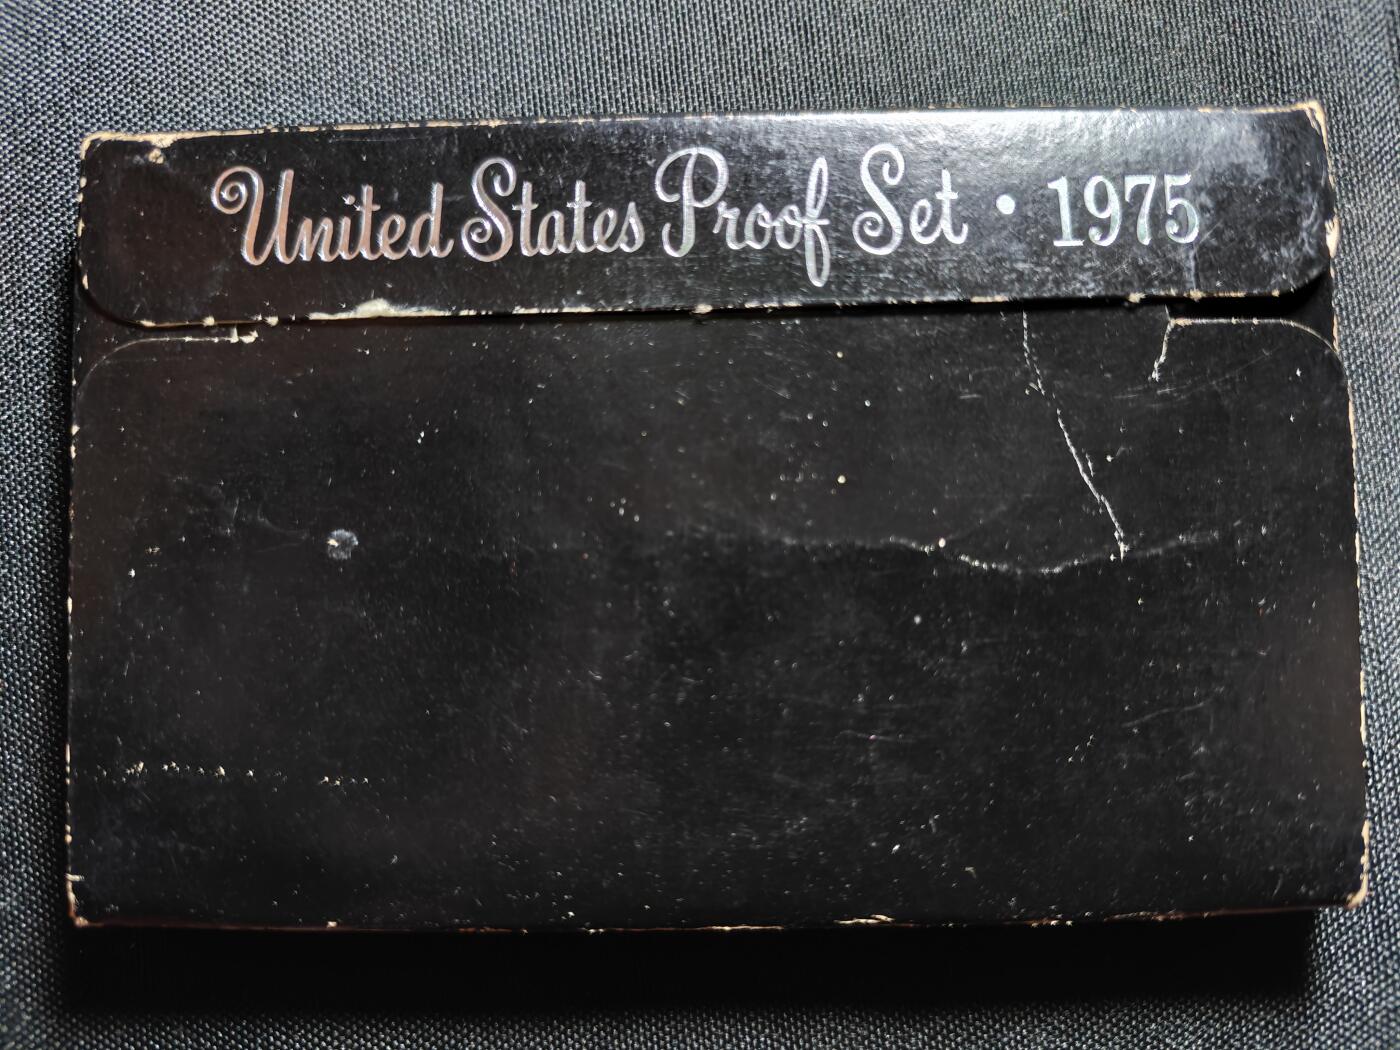 United States Proof Set • 1975